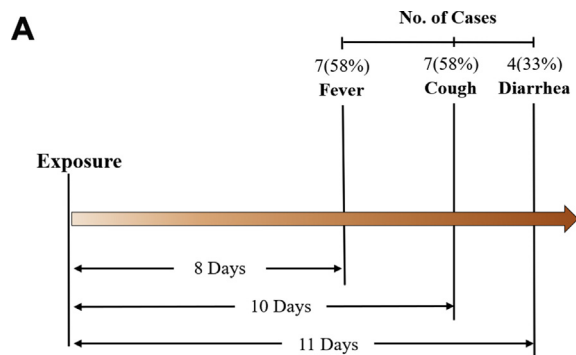 A
No. of Cases
7(58%) 7(58%) 4(33%)
Fever Cough Diarrhea
Exposure
8 Days
10 Days
11 Days